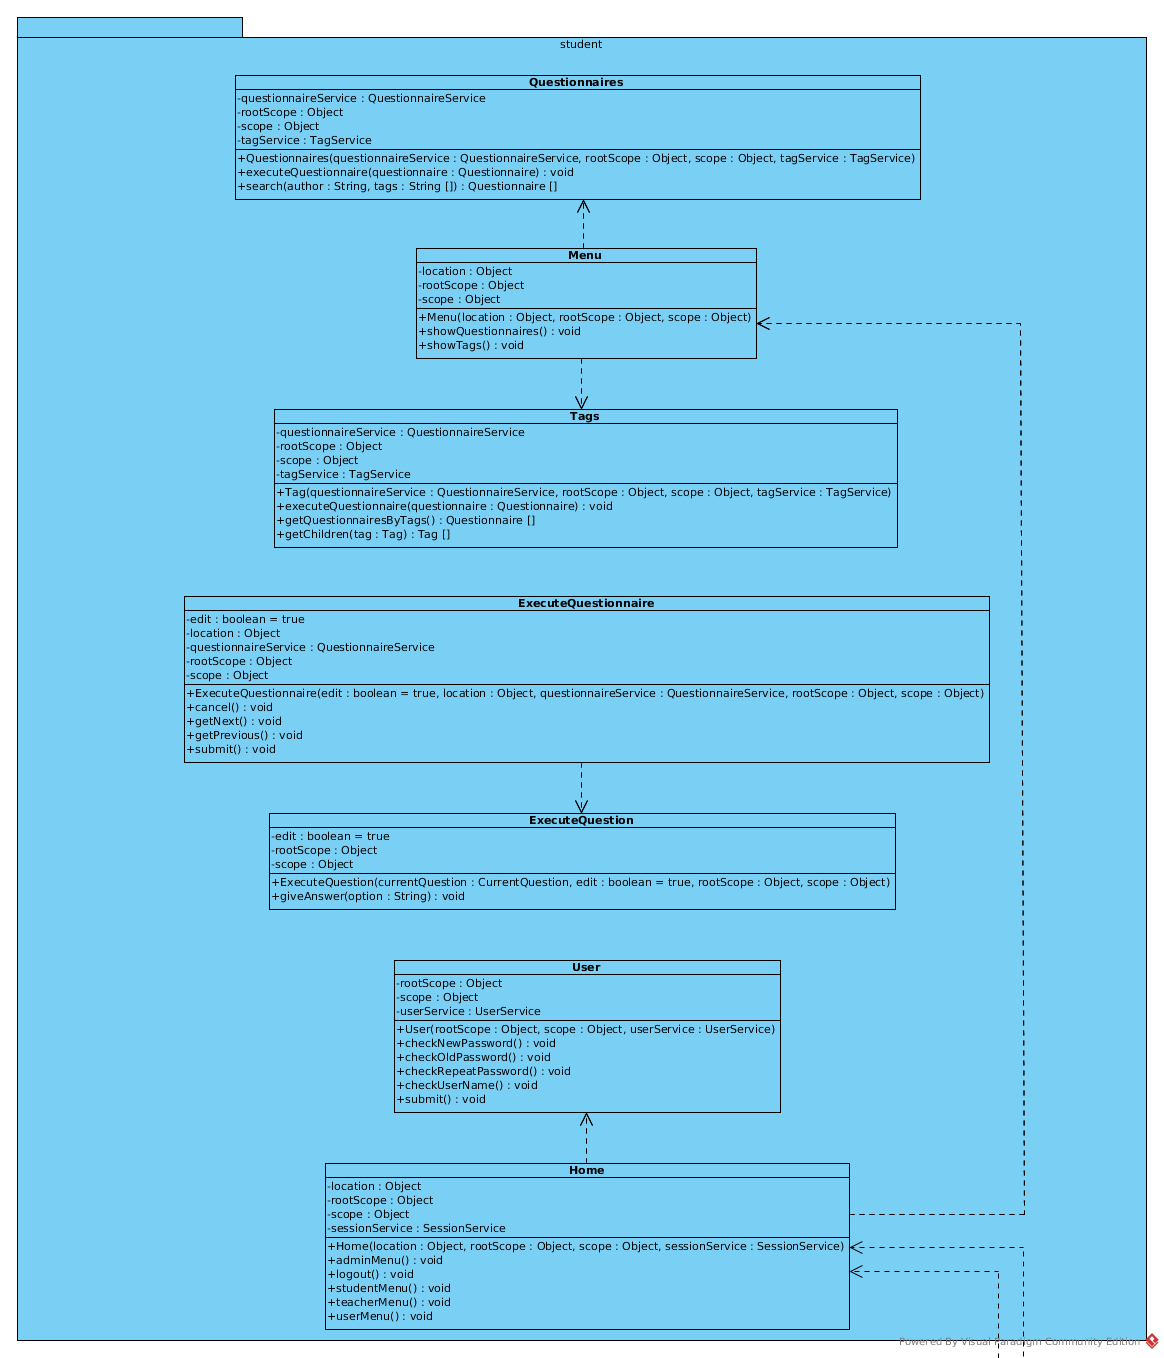 student
Questionnaires
-questionnaireService : QuestionnaireService
-rootScope : Object
-scope : Object
-tagService : TagService
+Questionnaires(questionnaireService : QuestionnaireService, rootScope : Object, scope : Object, tagService : TagService)
+executeQuestionnaire(questionnaire : Questionnaire) : void
+search(author : String, tags : String []) : Questionnaire []
Menu
-location : Object
-rootScope : Object
-scope : Object
+Menu(location : Object, rootScope : Object, scope : Object)
+showQuestionnaires() : void
+showTags() : void
Tags
-questionnaireService : QuestionnaireService
-rootScope : Object
-scope : Object
-tagService : TagService
+Tag(questionnaireService : QuestionnaireService, rootScope : Object, scope : Object, tagService : TagService)
+executeQuestionnaire(questionnaire : Questionnaire) : void
+getQuestionnairesByTags() : Questionnaire []
+getChildren(tag : Tag) : Tag []
ExecuteQuestionnaire
-edit : boolean = true
-location : Object
-questionnaireService : QuestionnaireService
-rootScope : Object
-scope : Object
+ExecuteQuestionnaire(edit : boolean = true, location : Object, questionnaireService : QuestionnaireService, rootScope : Object, scope : Object)
+cancel() : void
+getNext() : void
+getPrevious() : void
+submit() : void
ExecuteQuestion
-edit : boolean = true
-rootScope : Object
-scope : Object
+ExecuteQuestion(currentQuestion : CurrentQuestion, edit : boolean = true, rootScope : Object, scope : Object)
+giveAnswer(option : String) : void
User
-rootScope : Object
-scope : Object
-userService : UserService
+User(rootScope : Object, scope : Object, userService : UserService)
+checkNewPassword() : void
+checkOldPassword() : void
+checkRepeatPassword() : void
+checkUserName() : void
+submit() : void
Home
-location : Object
-rootScope : Object
-scope : Object
-sessionService : SessionService
+Home(location : Object, rootScope : Object, scope : Object, sessionService : SessionService)
+adminMenu() : void
+logout() : void
+studentMenu() : void
+teacherMenu() : void
+userMenu() : void
Powered By Visual Paradigm Community Edition